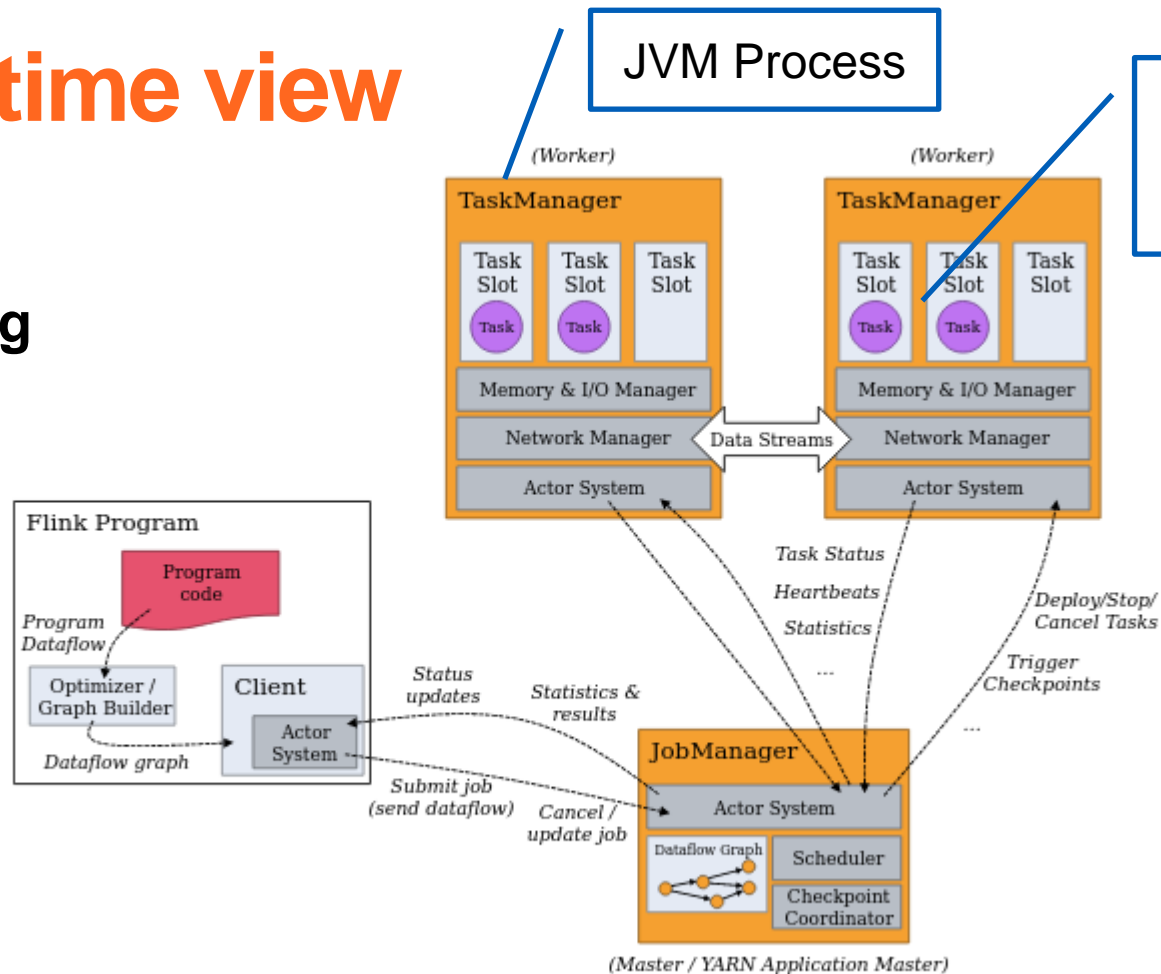 time view
JVM Process
g
(Worker)
(Worker)
TaskManager
TaskManager
Task Slot
Task Slot
Task Slot
Task Slot
Task Slot
Task Slot
Task
Task
Task
Task
Memory & I/O Manager
Memory & I/O Manager
Network Manager
Data Streams
Network Manager
Actor System
Actor System
Flink Program
Program
code
Program
Dataflow
Optimizer /
Graph Builder
Client
Actor
System
Dataflow graph
Status
updates
Statistics &
results
Submit job
(send dataflow)
Cancel /
update job
Task Status
Heartbeats
Statistics
...
Deploy/Stop/
Cancel Tasks
Trigger
Checkpoints
...
JobManager
Actor System
Dataflow Graph
Scheduler
Checkpoint
Coordinator
(Master / YARN Application Master)